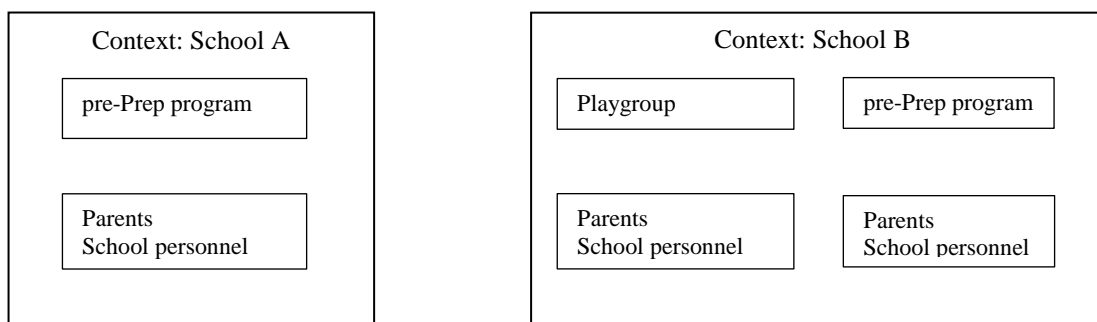 Context: School A
pre-Prep program
Parents
School personnel
Context: School B
Playgroup
pre-Prep program
Parents
School personnel
Parents
School personnel